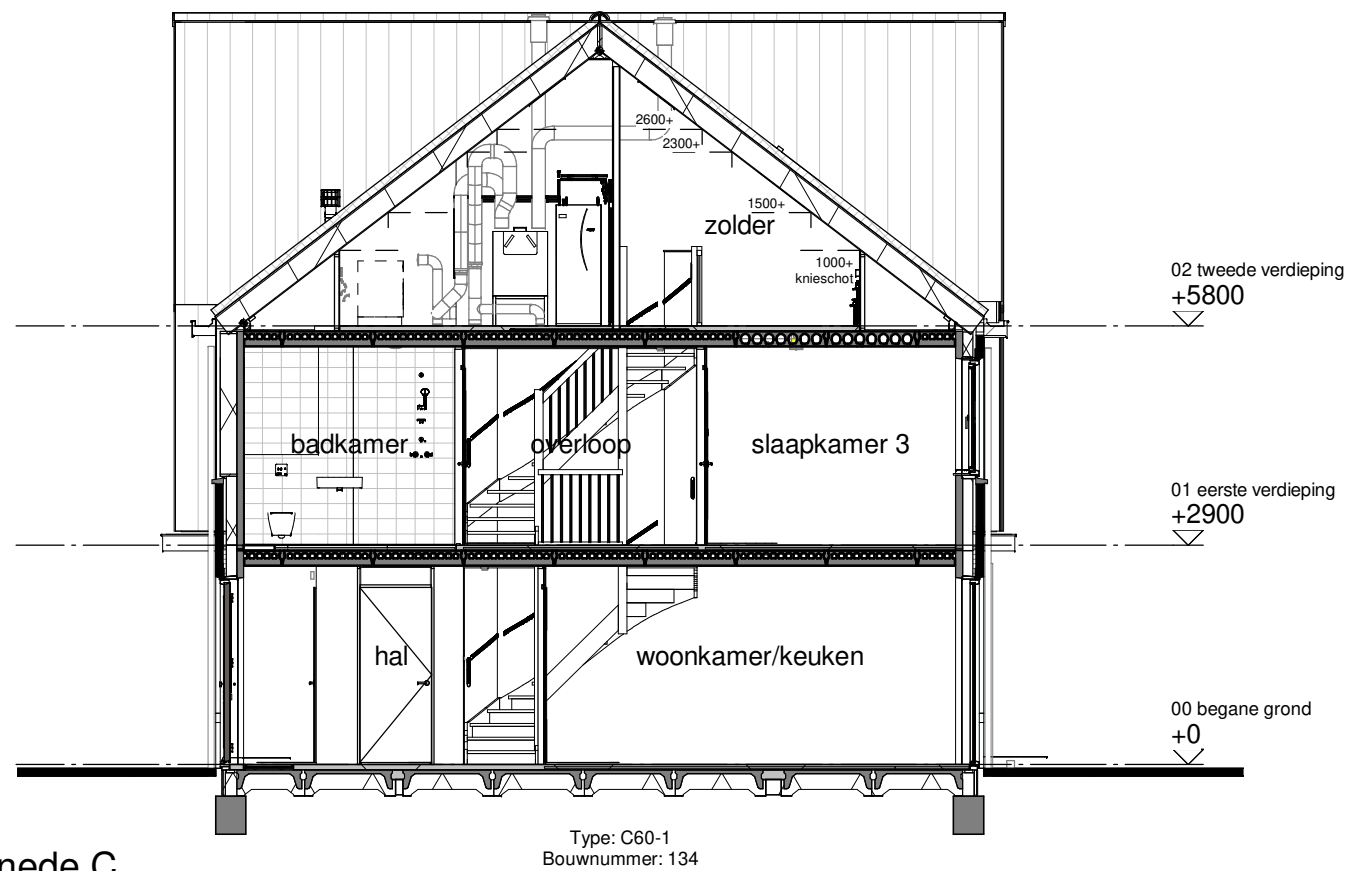 2600+
2300+
1500+
zolder
1000+
knieschot
02 tweede verdieping
+5800
badkamer
overloop
slaapkamer 3
01 eerste verdieping
+2900
hal
woonkamer/keuken
00 begane grond
+0
Type: C60-1
Bouwnummer: 134
nede C